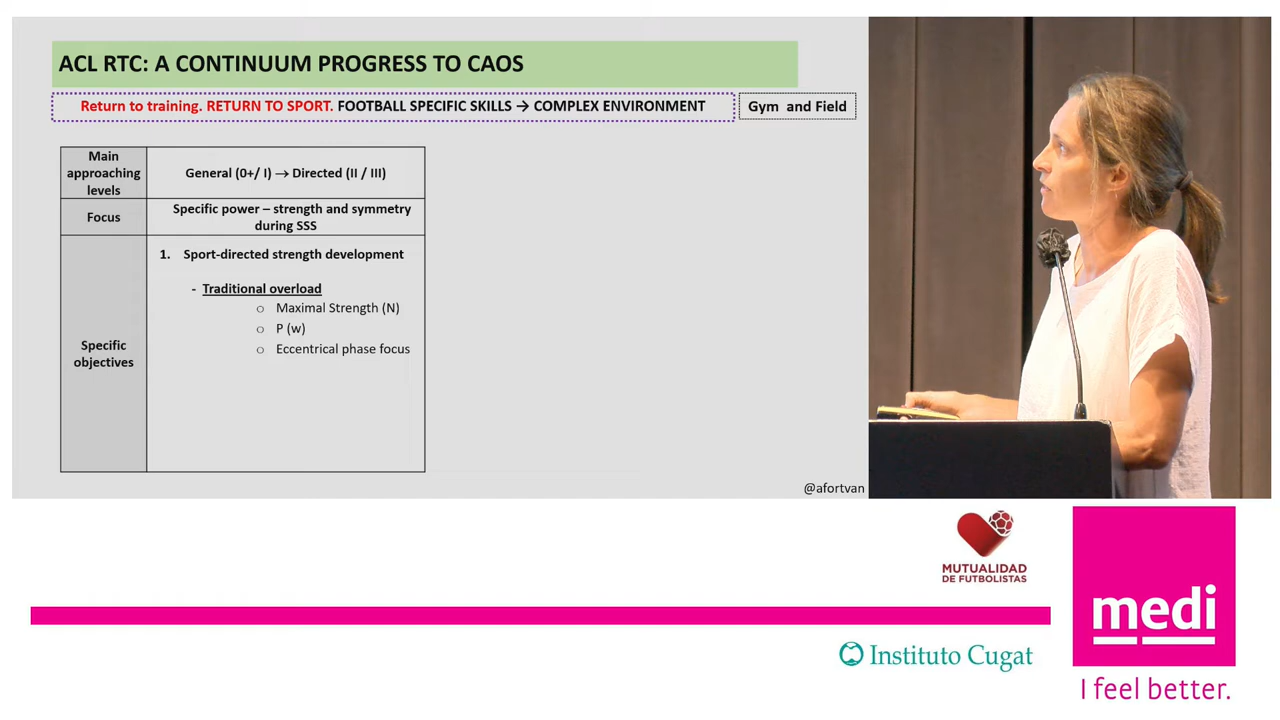 ACL RTC: A CONTINUUM PROGRESS TO CAOS
Return to training. RETURN TO SPORT. FOOTBALL SPECIFIC SKILLS → COMPLEX ENVIRONMENT
Gym and Field
Main
approaching
levels
General (0+/ I) → Directed (II / III)
Focus
Specific power – strength and symmetry
during SSS
Specific
objectives
1. Sport-directed strength development
- Traditional overload
o Maximal Strength (N)
o P (w)
o Eccentrical phase focus
@afortvan
MUTUALIDAD
DE FUTBOLISTAS
Instituto Cugat
medi
I feel better.